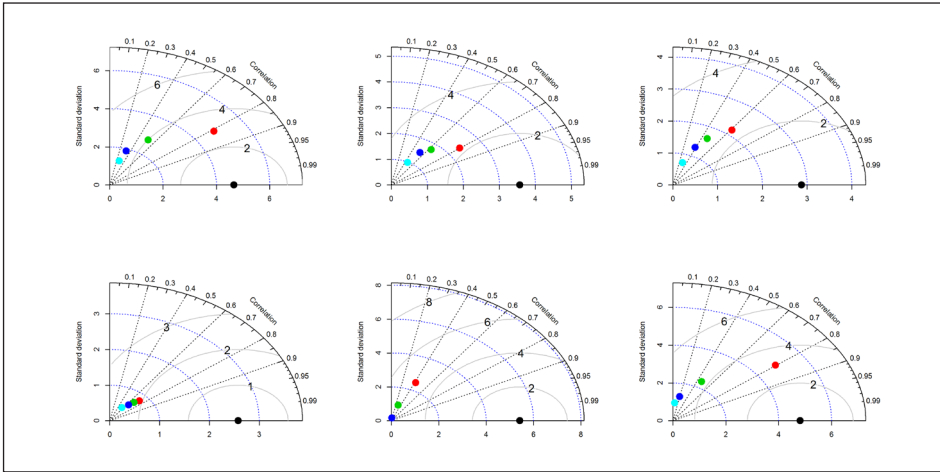 0.1 0.2 0.3 0.4 0.5 0.6 0.7 0.8 0.9 0.95 0.99
Correlation
Standard deviation
6 4 2 0
0 2 4 6
6 4 2
0.1 0.2 0.3 0.4 0.5 0.6 0.7 0.8 0.9 0.95 0.99
Correlation
Standard deviation
5 4 3 2 1 0
0 1 2 3 4 5
4 2
0.1 0.2 0.3 0.4 0.5 0.6 0.7 0.8 0.9 0.95 0.99
Correlation
Standard deviation
4 3 2 1 0
0 1 2 3 4
4 2
0.1 0.2 0.3 0.4 0.5 0.6 0.7 0.8 0.9 0.95 0.99
Correlation
Standard deviation
3 2 1 0
0 1 2 3
3 2 1
0.1 0.2 0.3 0.4 0.5 0.6 0.7 0.8 0.9 0.95 0.99
Correlation
Standard deviation
8 6 4 2 0
0 2 4 6 8
8 6 4 2
0.1 0.2 0.3 0.4 0.5 0.6 0.7 0.8 0.9 0.95 0.99
Correlation
Standard deviation
6 4 2 0
0 2 4 6
6 4 2